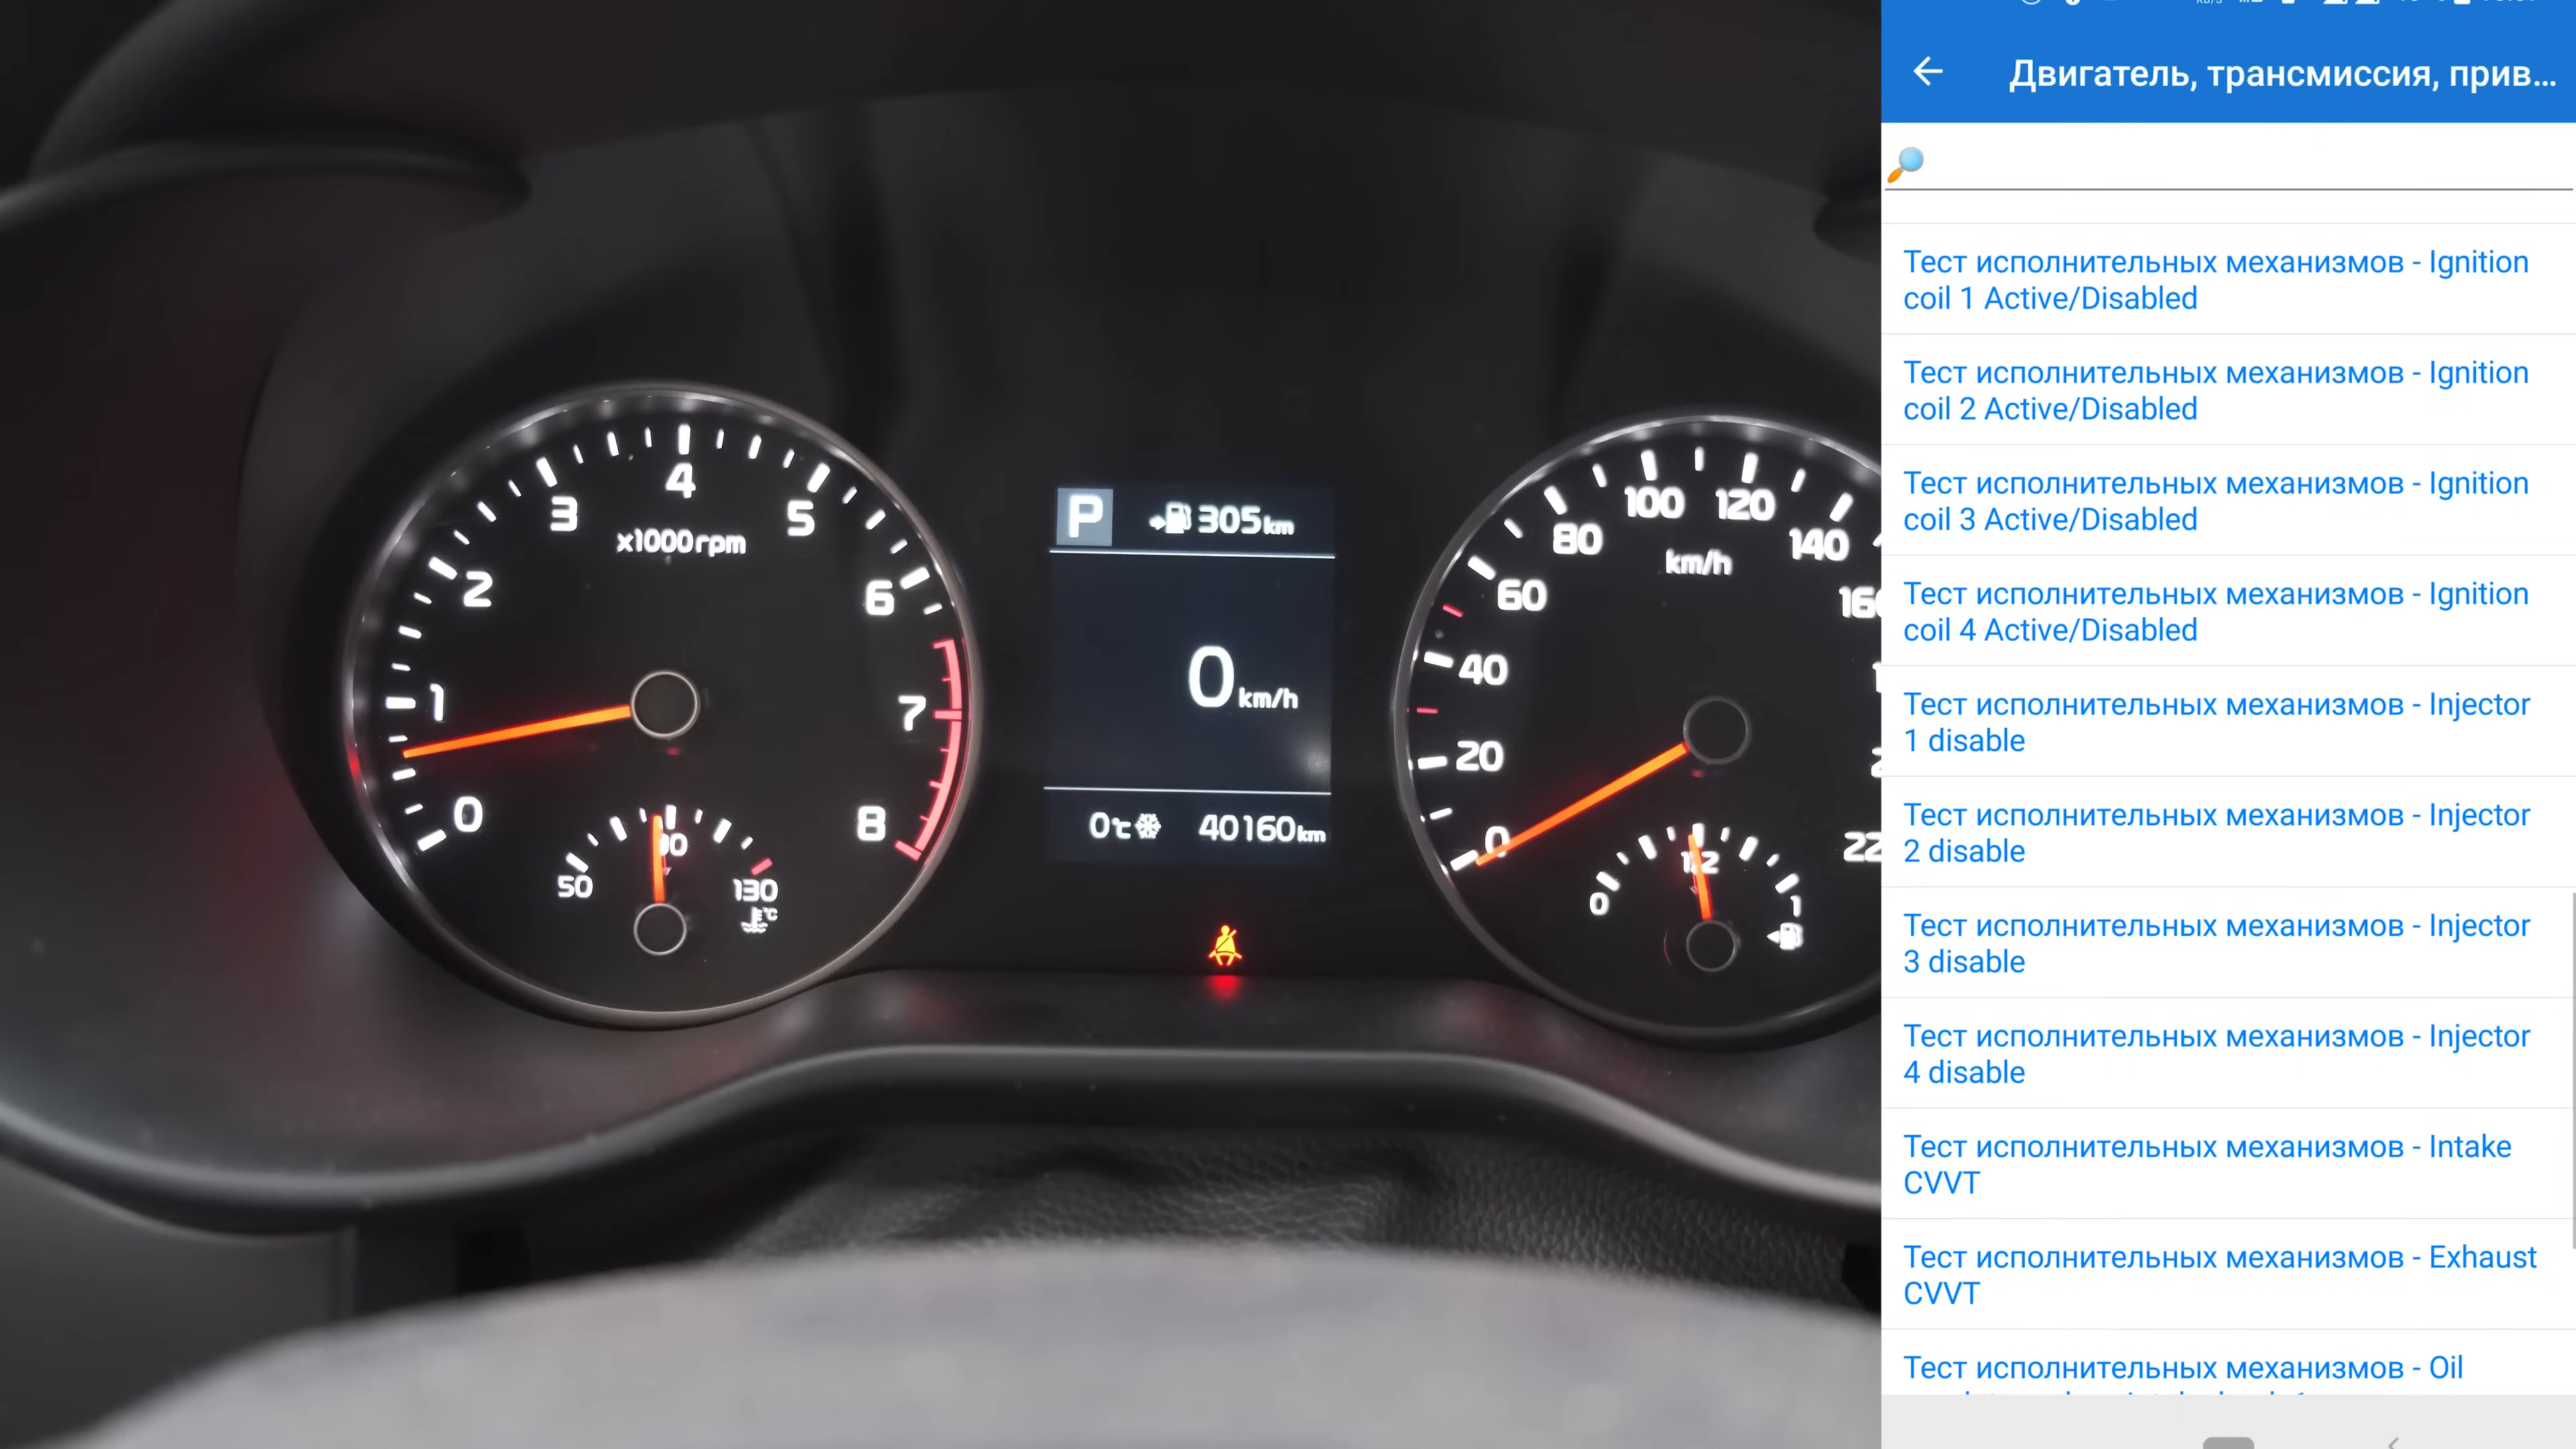 4
3
5
x1000rpm
2
6
1
7
0
8
50
130
°C
P
305km
0km/h
0°C
40160km
100
120
80
140
km/h
60
40
20
0
0
1/2
1
Двигатель, трансмиссия, прив...
Тест исполнительных механизмов - Ignition
coil 1 Active/Disabled
Тест исполнительных механизмов - Ignition
coil 2 Active/Disabled
Тест исполнительных механизмов - Ignition
coil 3 Active/Disabled
Тест исполнительных механизмов - Ignition
coil 4 Active/Disabled
Тест исполнительных механизмов - Injector
1 disable
Тест исполнительных механизмов - Injector
2 disable
Тест исполнительных механизмов - Injector
3 disable
Тест исполнительных механизмов - Injector
4 disable
Тест исполнительных механизмов - Intake
CVVT
Тест исполнительных механизмов - Exhaust
CVVT
Тест исполнительных механизмов - Oil